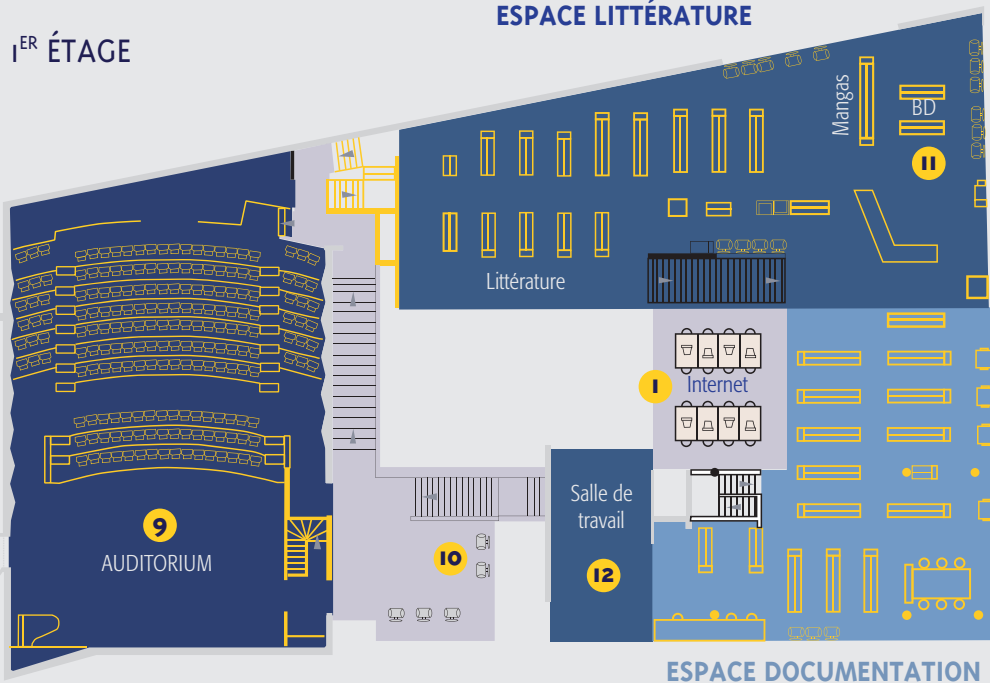 ESPACE LITTÉRATURE
1ER ÉTAGE
Mangas
BD
11
Littérature
1
Internet
Salle de
travail
9
AUDITORIUM
10
12
ESPACE DOCUMENTATION